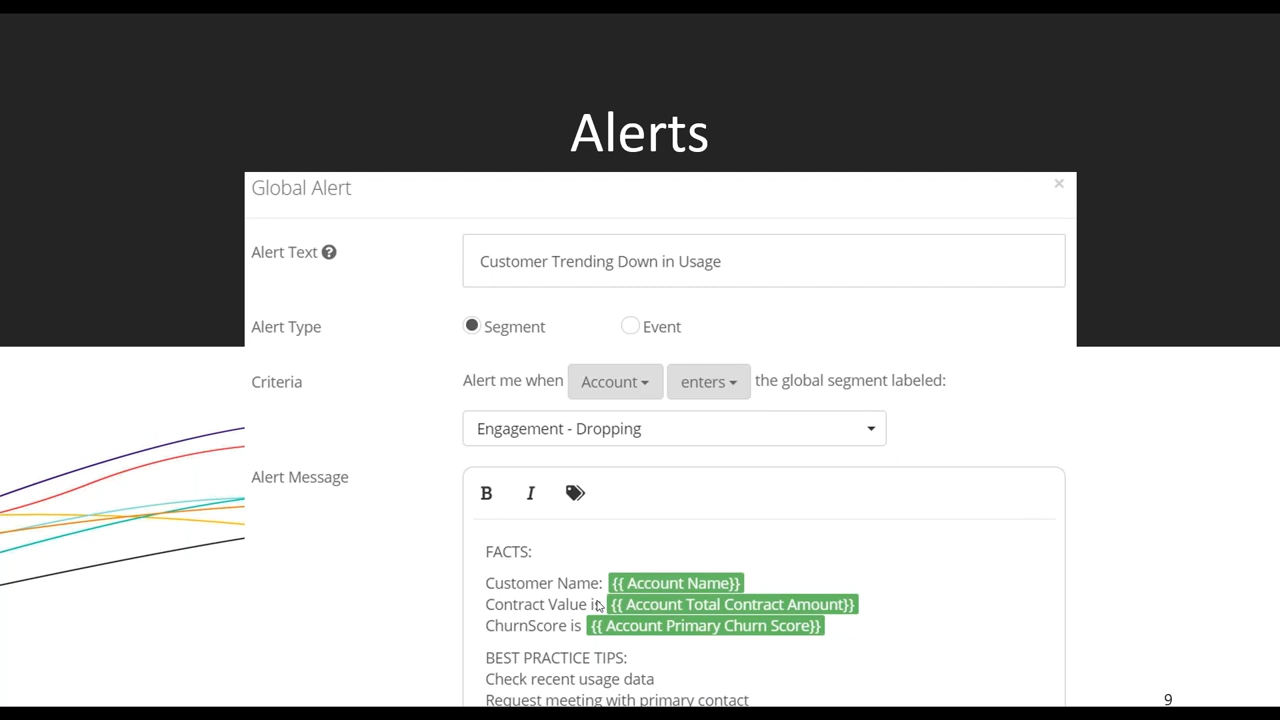 Alerts
Global Alert ×
Alert Text ?
Customer Trending Down in Usage
Alert Type
Segment
Event
Criteria
Alert me when Account enters the global segment labeled:
Engagement - Dropping
Alert Message
B I
FACTS:
Customer Name: {{ Account Name}}
Contract Value is {{ Account Total Contract Amount}}
ChurnScore is {{ Account Primary Churn Score}}
BEST PRACTICE TIPS:
Check recent usage data
Request meeting with primary contact
9